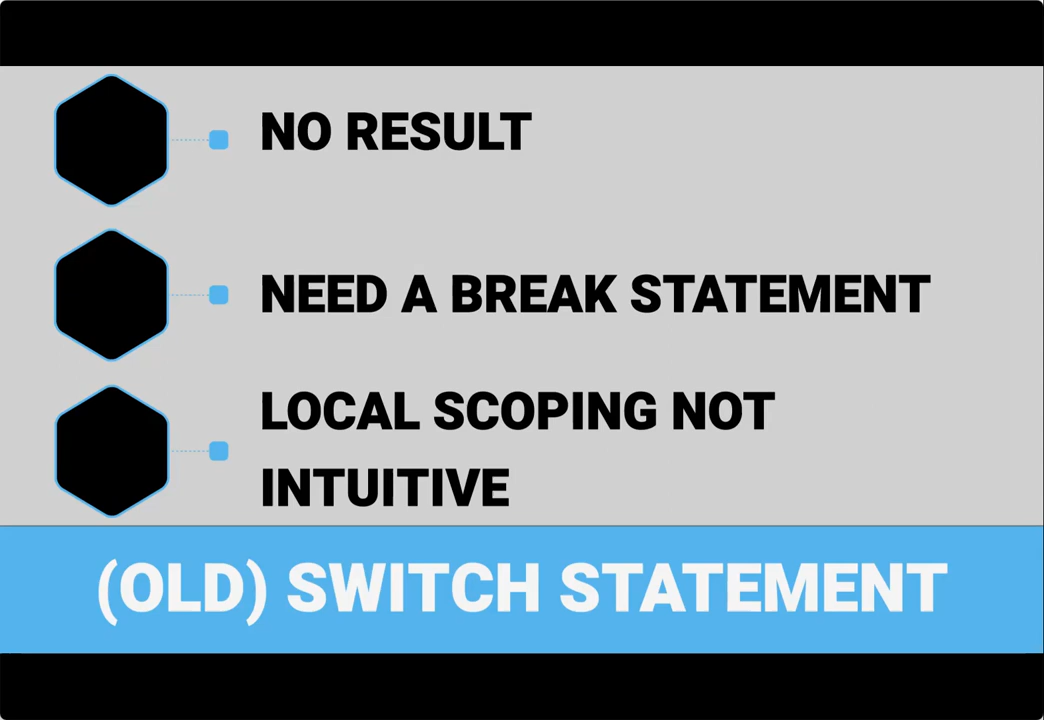 NO RESULT
NEED A BREAK STATEMENT
LOCAL SCOPING NOT
INTUITIVE
(OLD) SWITCH STATEMENT